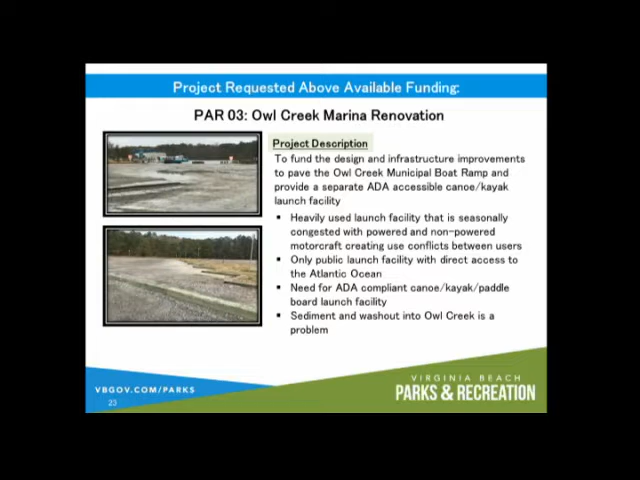 Project Requested Above Available Funding:
PAR 03: Owl Creek Marina Renovation
Project Description
To fund the design and infrastructure improvements
to pave the Owl Creek Municipal Boat Ramp and
provide a separate ADA accessible canoe/kayak
launch facility
▪ Heavily used launch facility that is seasonally
congested with powered and non-powered
motorcraft creating use conflicts between users
▪ Only public launch facility with direct access to
the Atlantic Ocean
▪ Need for ADA compliant canoe/kayak/paddle
board launch facility
▪ Sediment and washout into Owl Creek is a
problem
VBGOV.COM/PARKS
23
VIRGINIA BEACH
PARKS & RECREATION